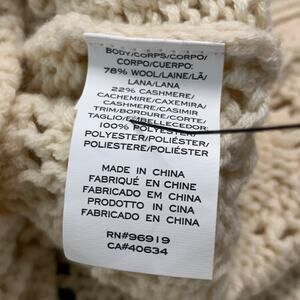 BODY/CORPS/CORPO/
CORPO/CUERPO:
78% WOOL/LAINE/LÃ/
LANA/LANA
22% CASHMERE/
CACHEMIRE/CAXEMIRA/
CASHMERE/CASIMIR
TRIM/BORDURE/CORTE/
TAGLIO/EMBELLECEDOR:
100% POLYESTER/
POLYESTER/POLIÉSTER/
POLIESTERE/POLIÉSTER
MADE IN CHINA
FABRIQUÉ EN CHINE
FABRICADO EM CHINA
PRODOTTO IN CINA
FABRICADO EN CHINA
RN#96919
CA#40634